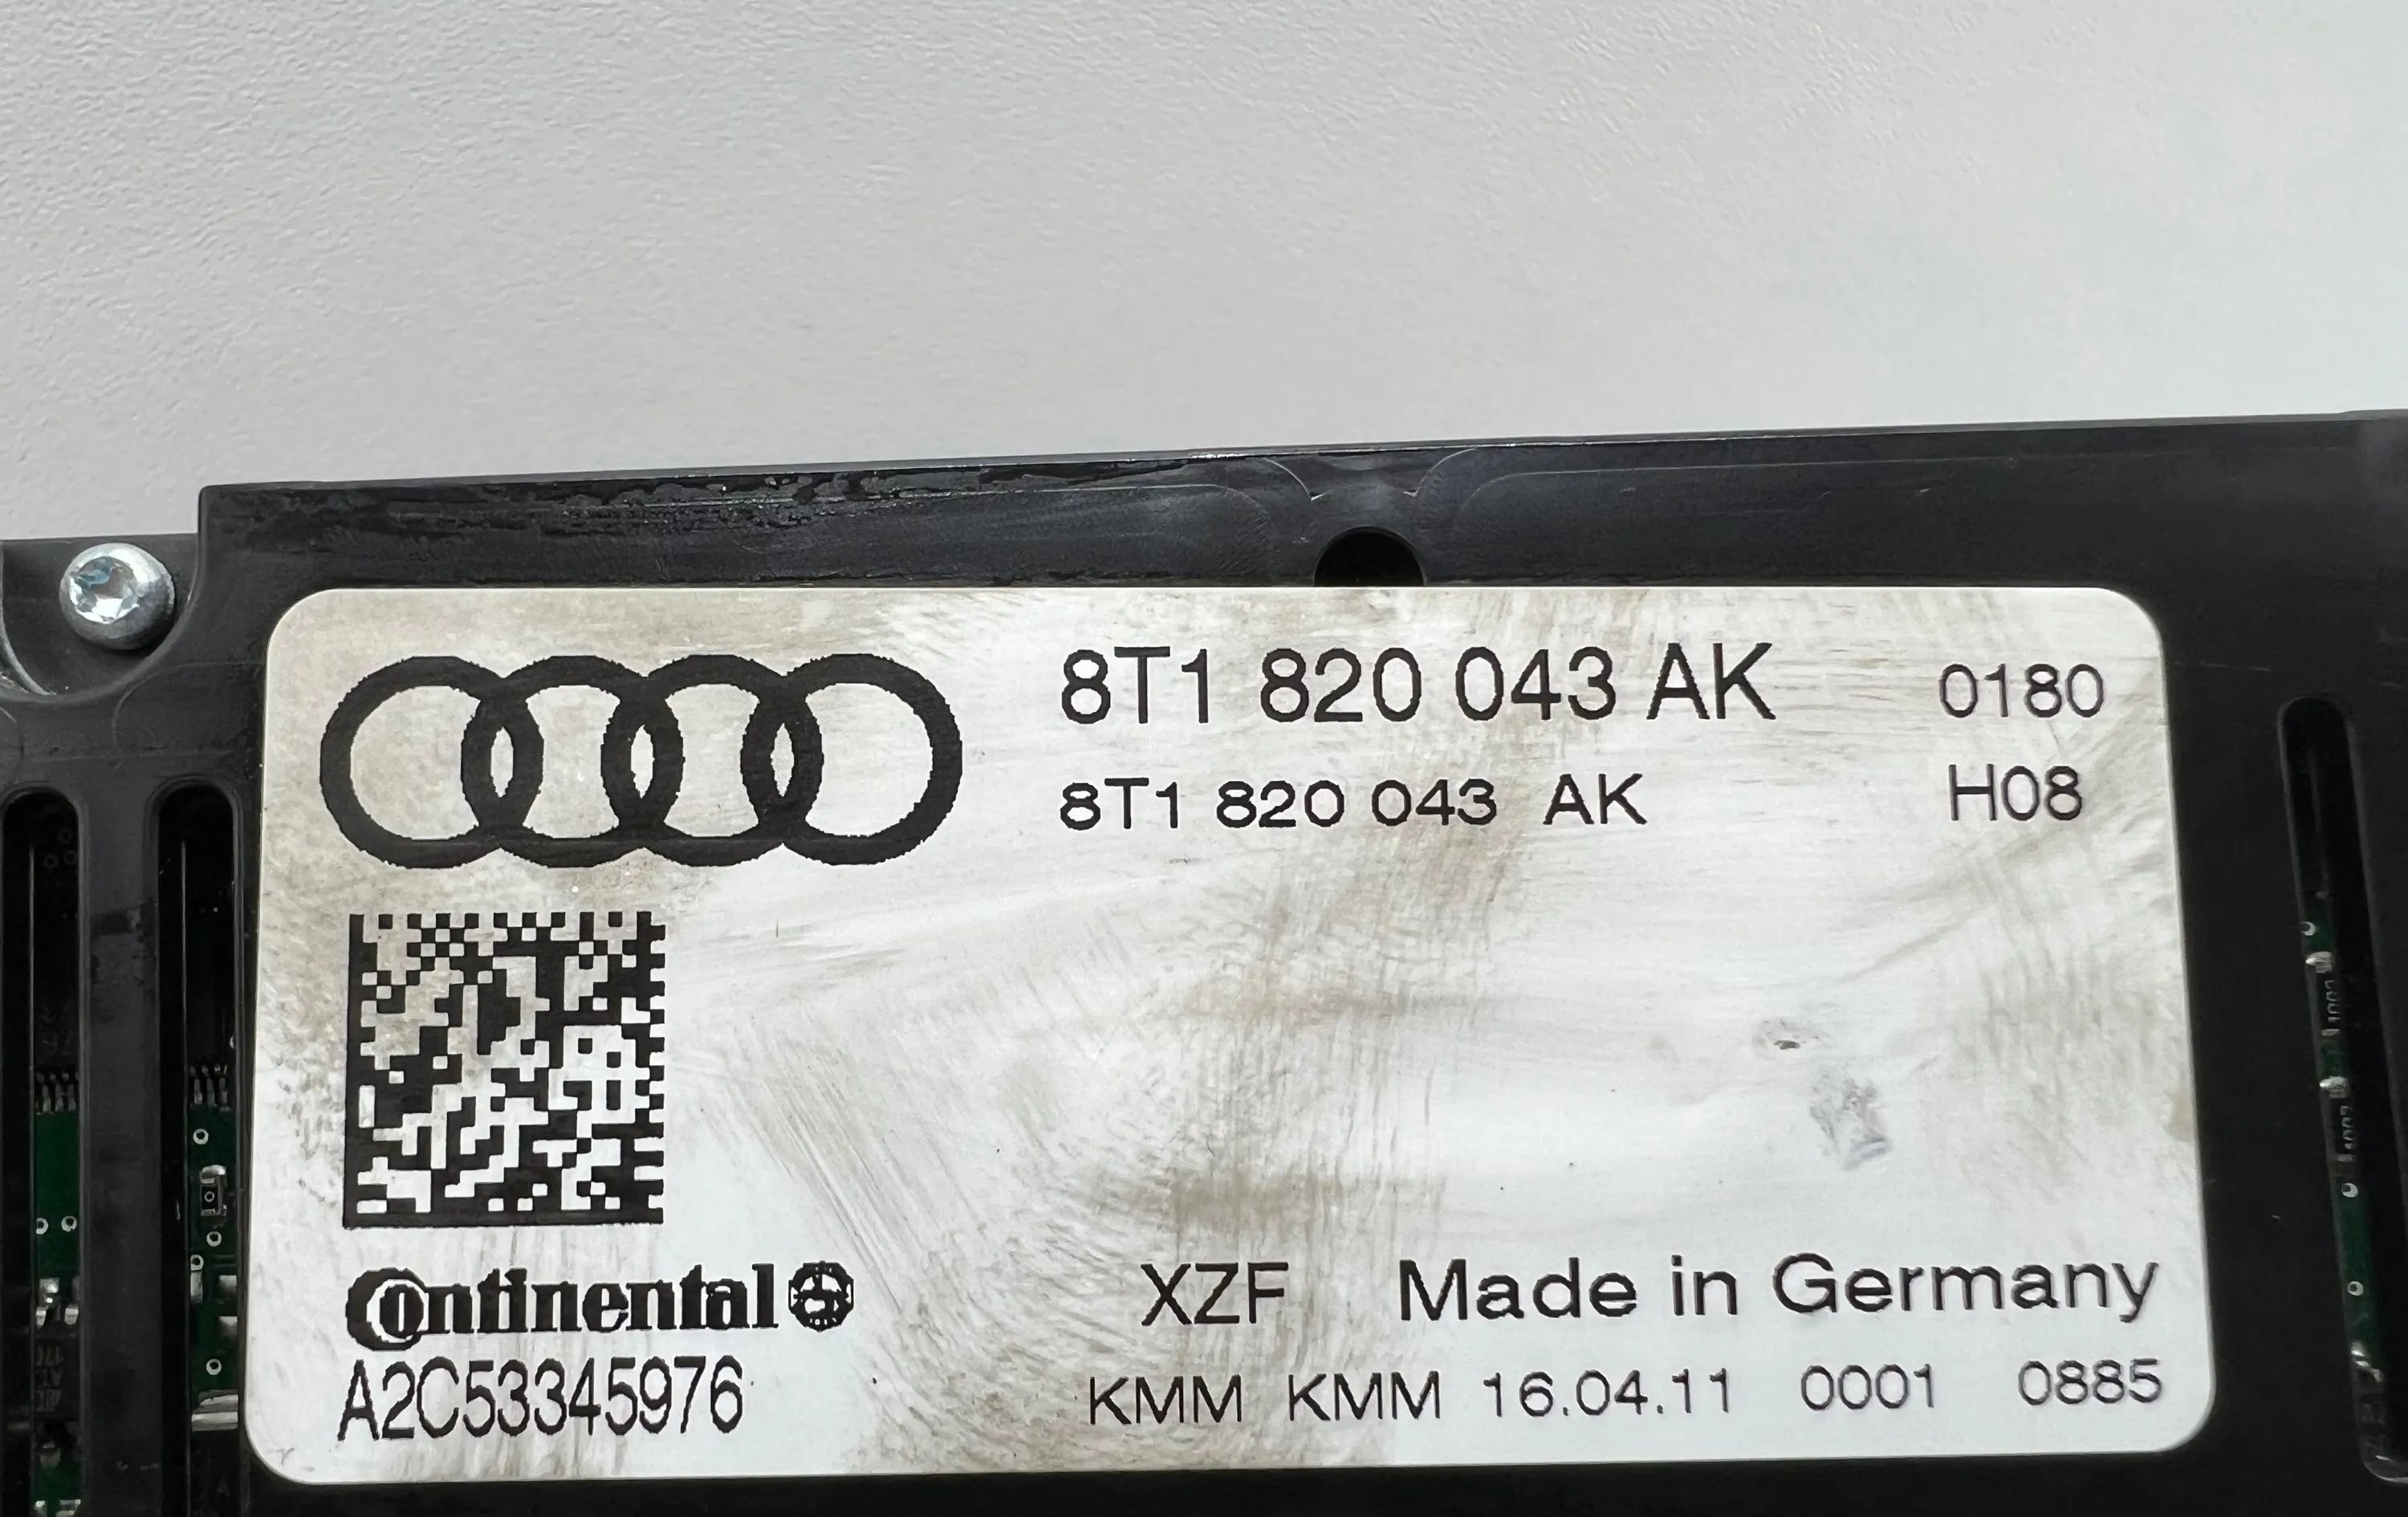 8T1 820 043 AK 0180
8T1 820 043 AK H08
Continental
XZF Made in Germany
A2C53345976
KMM KMM 16.04.11 0001 0885